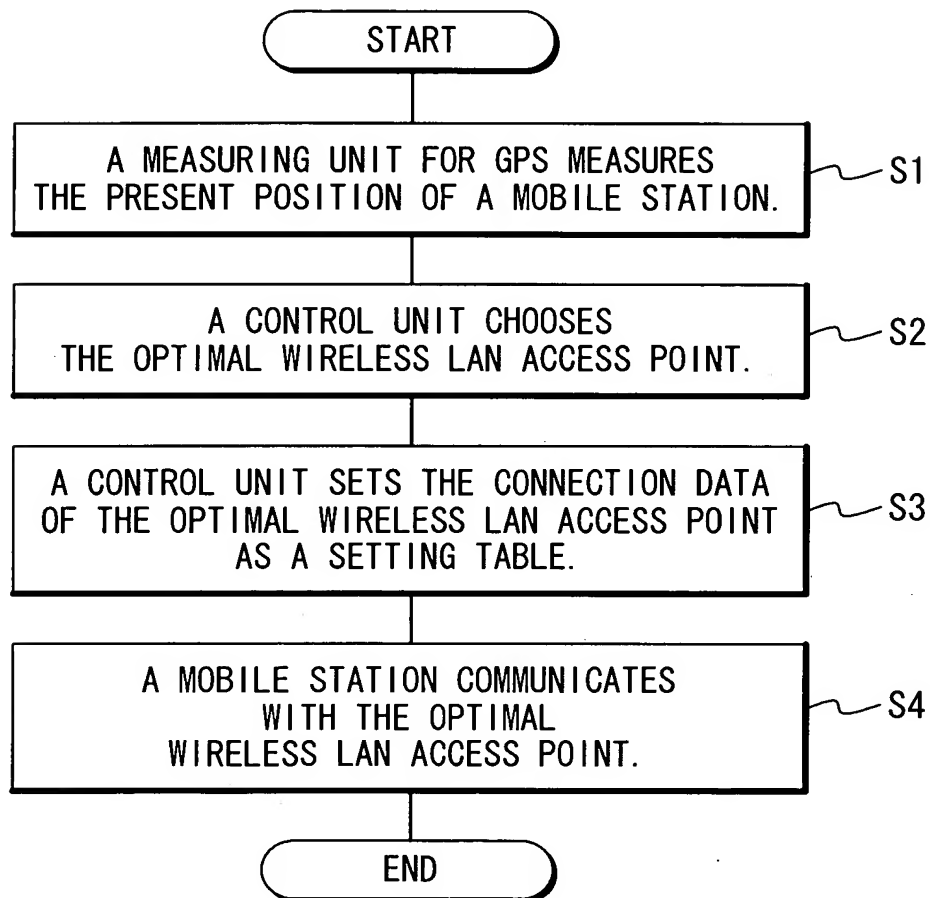 START
A MEASURING UNIT FOR GPS MEASURES
THE PRESENT POSITION OF A MOBILE STATION.
S1
A CONTROL UNIT CHOOSES
THE OPTIMAL WIRELESS LAN ACCESS POINT.
S2
A CONTROL UNIT SETS THE CONNECTION DATA
OF THE OPTIMAL WIRELESS LAN ACCESS POINT
AS A SETTING TABLE.
S3
A MOBILE STATION COMMUNICATES
WITH THE OPTIMAL
WIRELESS LAN ACCESS POINT.
S4
END